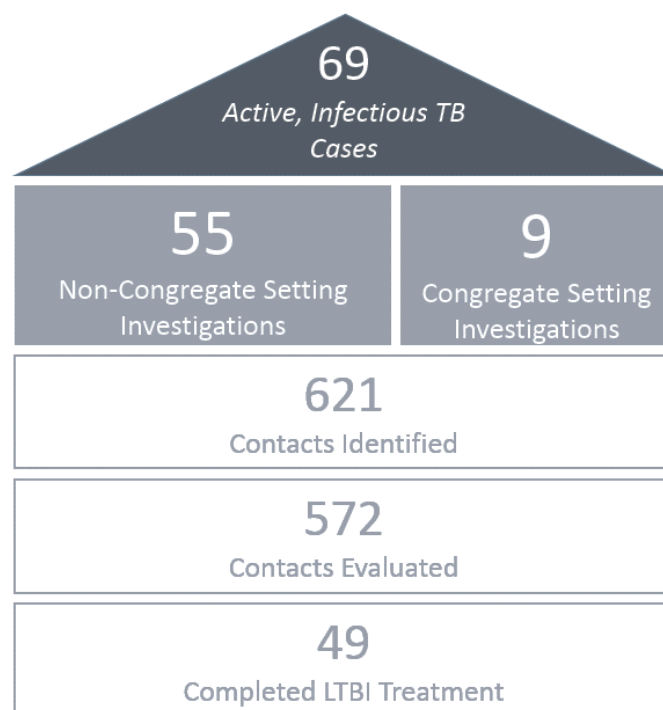 69
Active, Infectious TB
Cases
55
Non-Congregate Setting
Investigations
9
Congregate Setting
Investigations
621
Contacts Identified
572
Contacts Evaluated
49
Completed LTBI Treatment